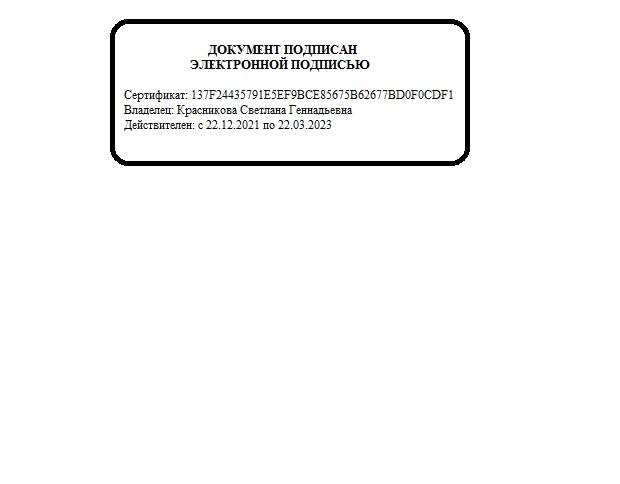 ДОКУМЕНТ ПОДПИСАН
ЭЛЕКТРОННОЙ ПОДПИСЬЮ
Сертификат: 137F24435791E5EF9BCE85675B62677BD0F0CDF1
Владелец: Красникова Светлана Геннадьевна
Действителен: с 22.12.2021 по 22.03.2023